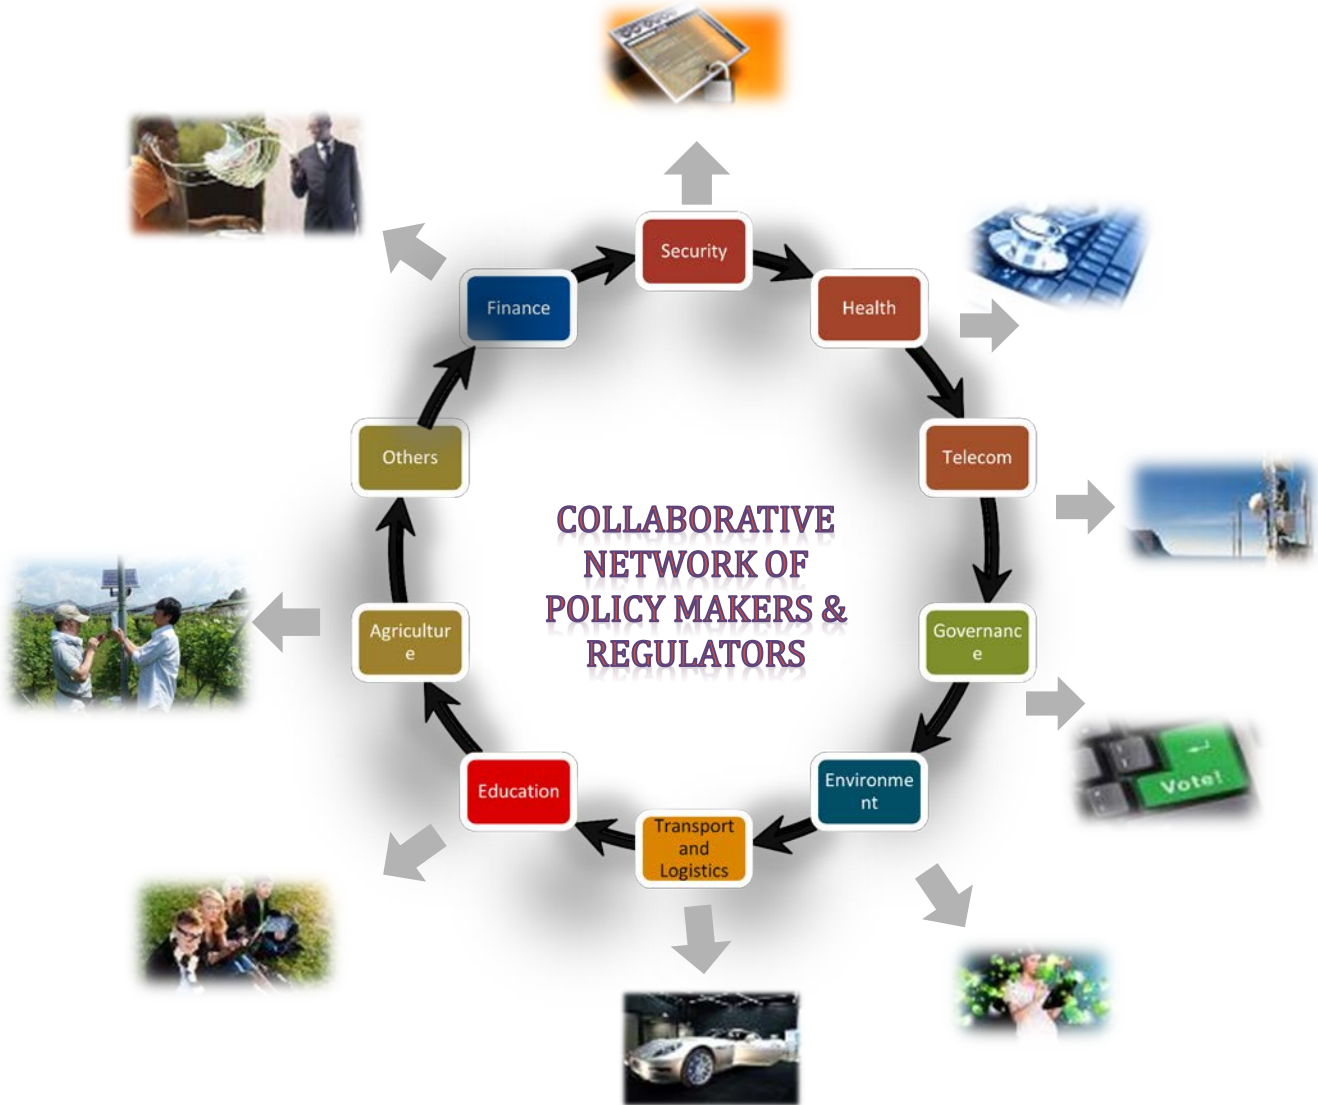 Security
Finance
Health
Others
Telecom
COLLABORATIVE
NETWORK OF
POLICY MAKERS &
REGULATORS
Agricultur
e
Governanc
e
Education
Environme
nt
Transport
and
Logistics
Vote!